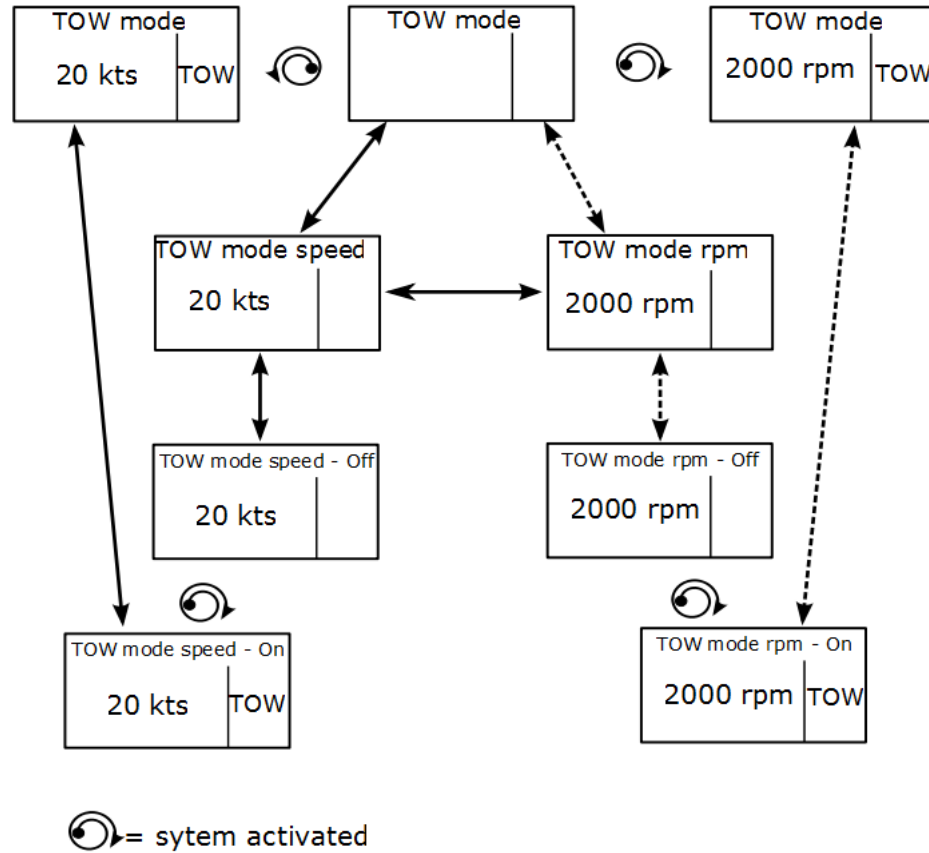 TOW mode
20 kts
TOW
TOW mode
TOW mode
2000 rpm
TOW
TOW mode speed
20 kts
TOW mode rpm
2000 rpm
TOW mode speed - Off
20 kts
TOW mode rpm - Off
2000 rpm
TOW mode speed - On
20 kts
TOW
TOW mode rpm - On
2000 rpm
TOW
= sytem activated